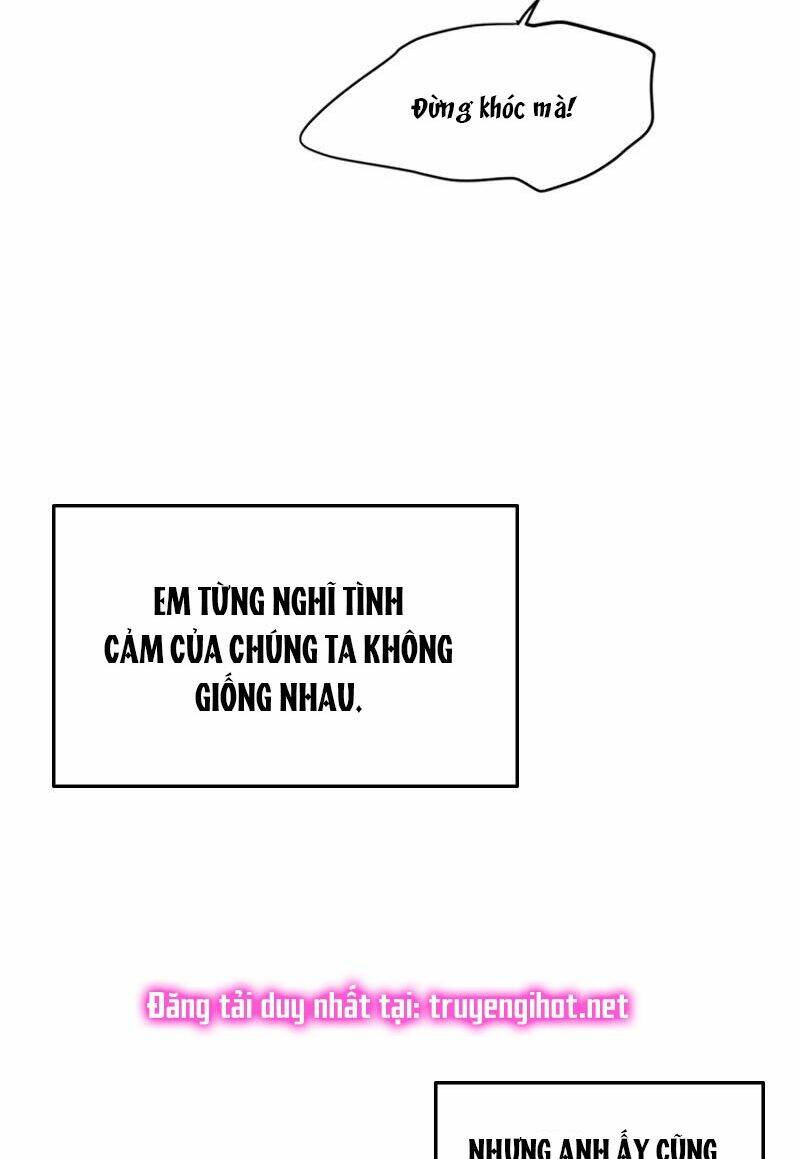 Đừng khóc mà!
EM TỪNG NGHĨ TÌNH
CẢM CỦA CHÚNG TA KHÔNG
GIỐNG NHAU.
Đăng tải duy nhất tại: truyengihot.net
NHƯNG ANH ẤY CŨNG